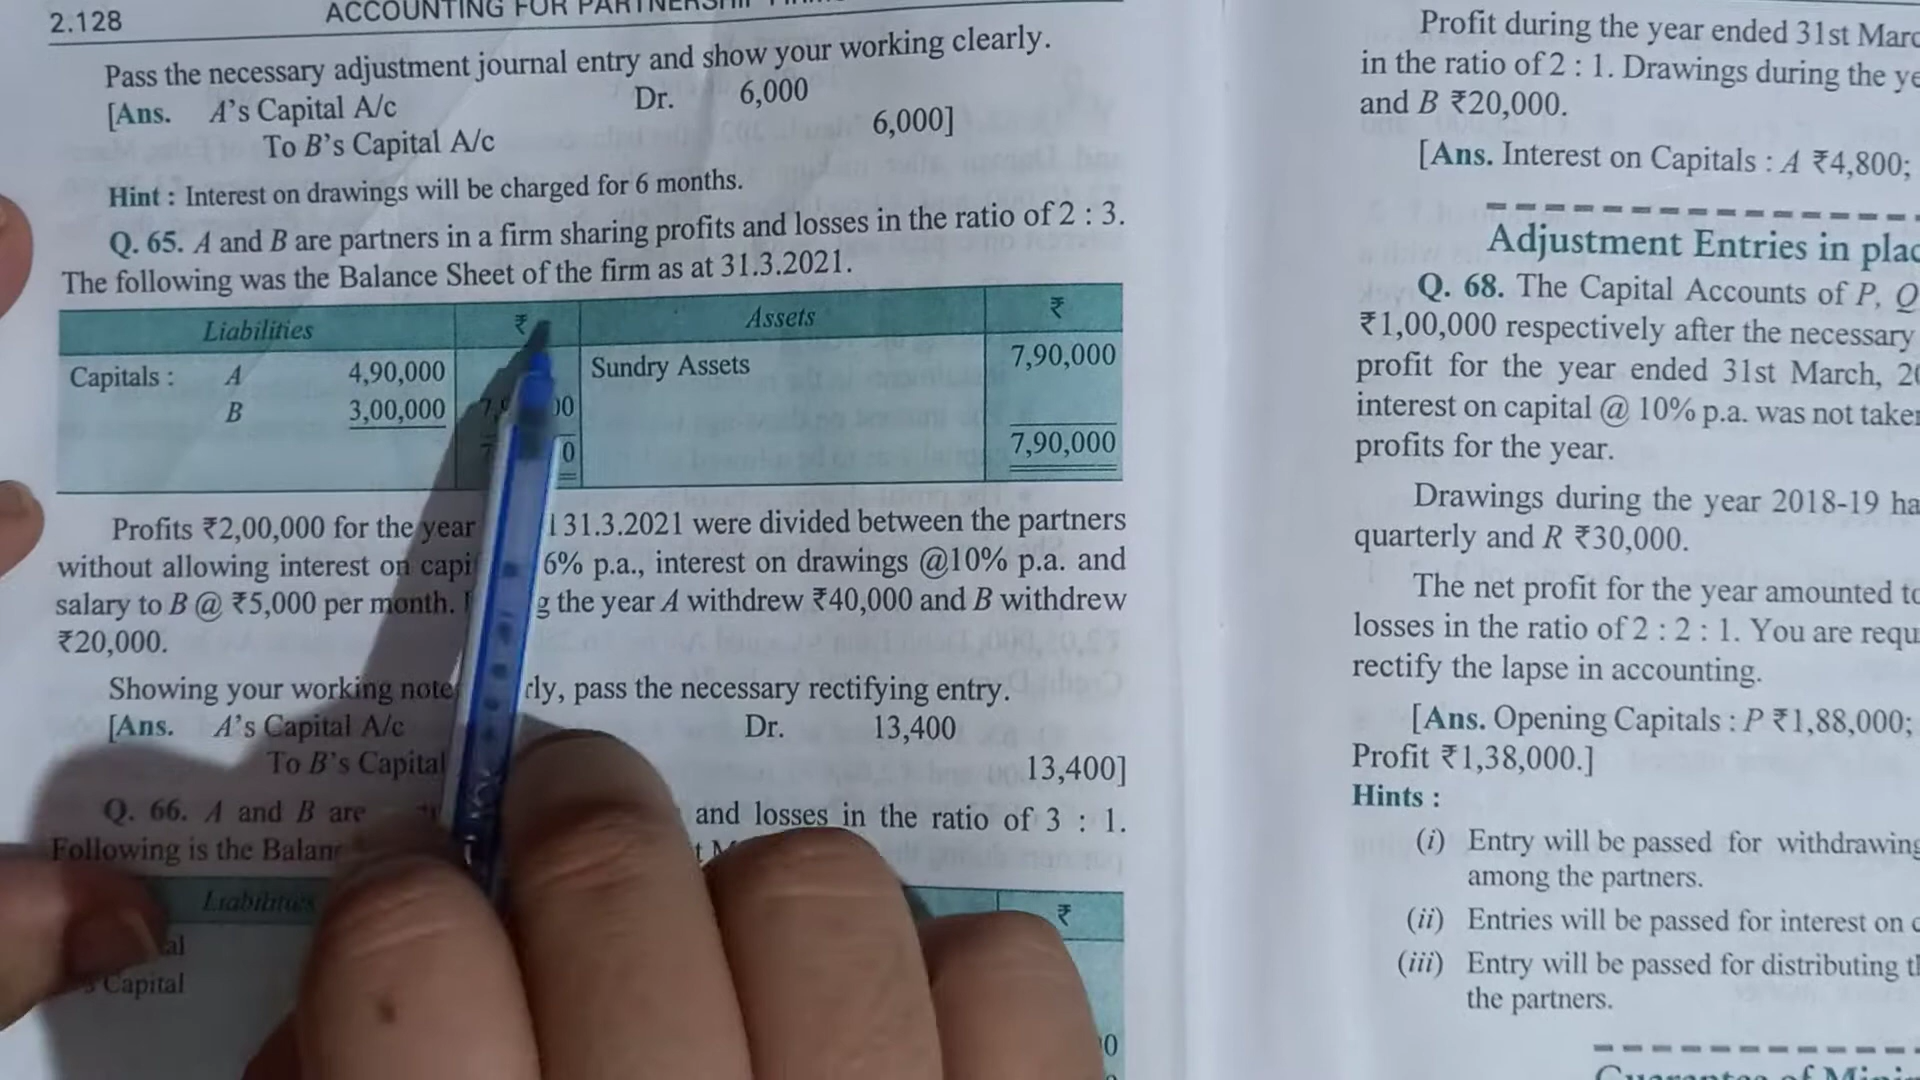 2.128
ACCOUNTING FOR PARTNERSHIP
Pass the necessary adjustment journal entry and show your working clearly.
[Ans. A's Capital A/c Dr. 6,000
To B's Capital A/c 6,000]
Hint : Interest on drawings will be charged for 6 months.
Q. 65. A and B are partners in a firm sharing profits and losses in the ratio of 2 : 3.
The following was the Balance Sheet of the firm as at 31.3.2021.
Liabilities ₹ Assets ₹
Capitals : A 4,90,000 Sundry Assets 7,90,000
B 3,00,000
7,90,000
Profits ₹2,00,000 for the year 31.3.2021 were divided between the partners
without allowing interest on 6% p.a., interest on drawings @10% p.a. and
salary to B @ ₹5,000 per month. the year A withdrew ₹40,000 and B withdrew
₹20,000.
Showing your working pass the necessary rectifying entry.
[Ans. A's Capital A/c Dr. 13,400
To B's Capital 13,400]
Q. 66. A and B are and losses in the ratio of 3 : 1.
Following is the
Liabilities ₹
Capital
Profit during the year ended 31st
in the ratio of 2 : 1. Drawings during the
and B ₹20,000.
[Ans. Interest on Capitals : A ₹4,800;
Adjustment Entries in
Q. 68. The Capital Accounts of P, Q
₹1,00,000 respectively after the necessary
profit for the year ended 31st March,
interest on capital @ 10% p.a. was not
profits for the year.
Drawings during the year 2018-19
quarterly and R ₹30,000.
The net profit for the year amounted
losses in the ratio of 2 : 2 : 1. You are
rectify the lapse in accounting.
[Ans. Opening Capitals : P ₹1,88,000;
Profit ₹1,38,000.]
Hints :
(i) Entry will be passed for
among the partners.
(ii) Entries will be passed for interest on
(iii) Entry will be passed for distributing
the partners.